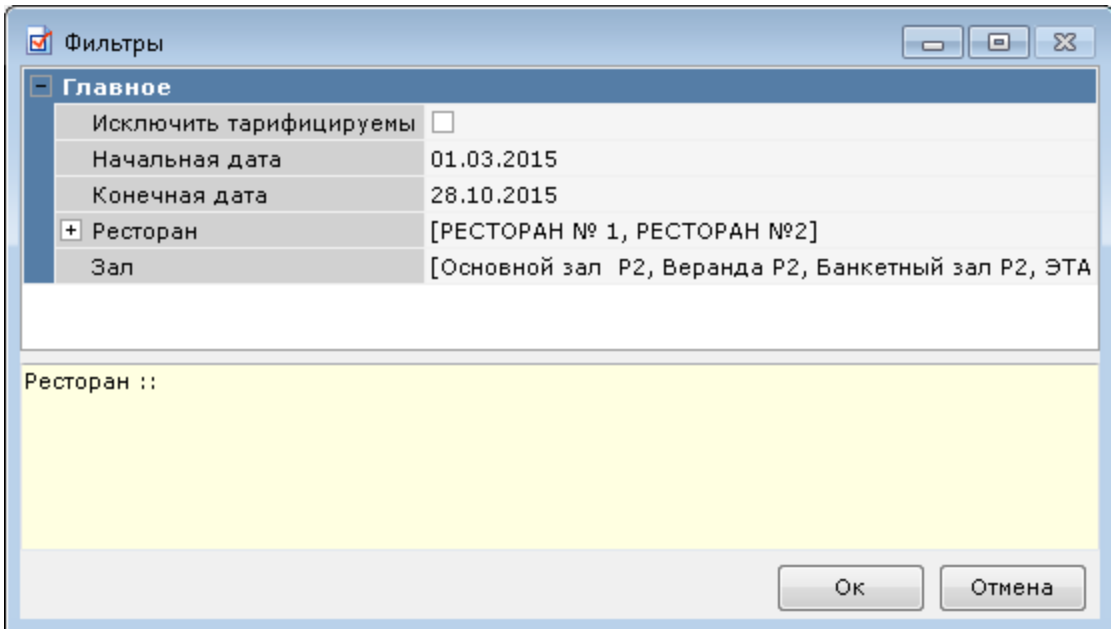 Фильтры
Главное
Исключить тарифицируемы
Начальная дата 01.03.2015
Конечная дата 28.10.2015
Ресторан [РЕСТОРАН № 1, РЕСТОРАН №2]
Зал [Основной зал  Р2, Веранда Р2, Банкетный зал Р2, ЭТА
Ресторан ::
Ок Отмена